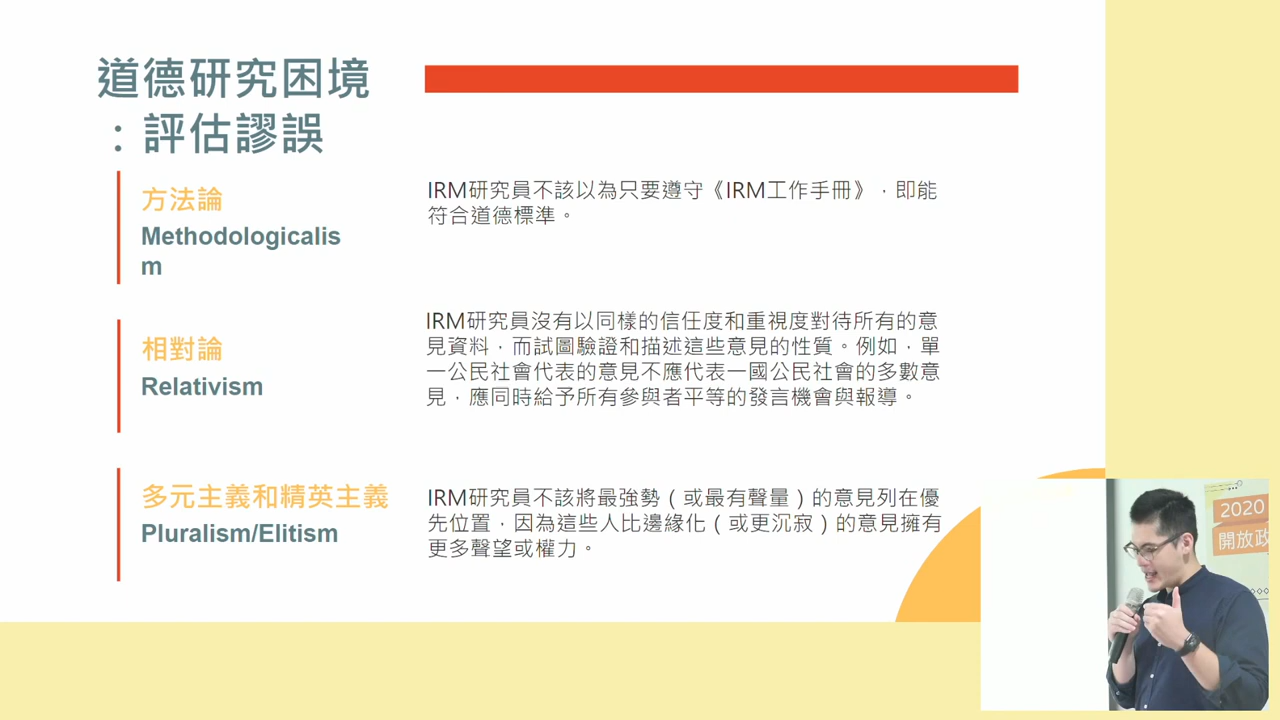 道德研究困境
：評估謬誤
方法論
Methodologicalis
m
IRM研究員不該以為只要遵守《IRM工作手冊》，即能
符合道德標準。
相對論
Relativism
IRM研究員沒有以同樣的信任度和重視度對待所有的意
見資料，而試圖驗證和描述這些意見的性質。例如，單
一公民社會代表的意見不應代表一國公民社會的多數意
見，應同時給予所有參與者平等的發言機會與報導。
多元主義和精英主義
Pluralism/Elitism
IRM研究員不該將最強勢（或最有聲量）的意見列在優
先位置，因為這些人比邊緣化（或更沉寂）的意見擁有
更多聲望或權力。
2020
開放政